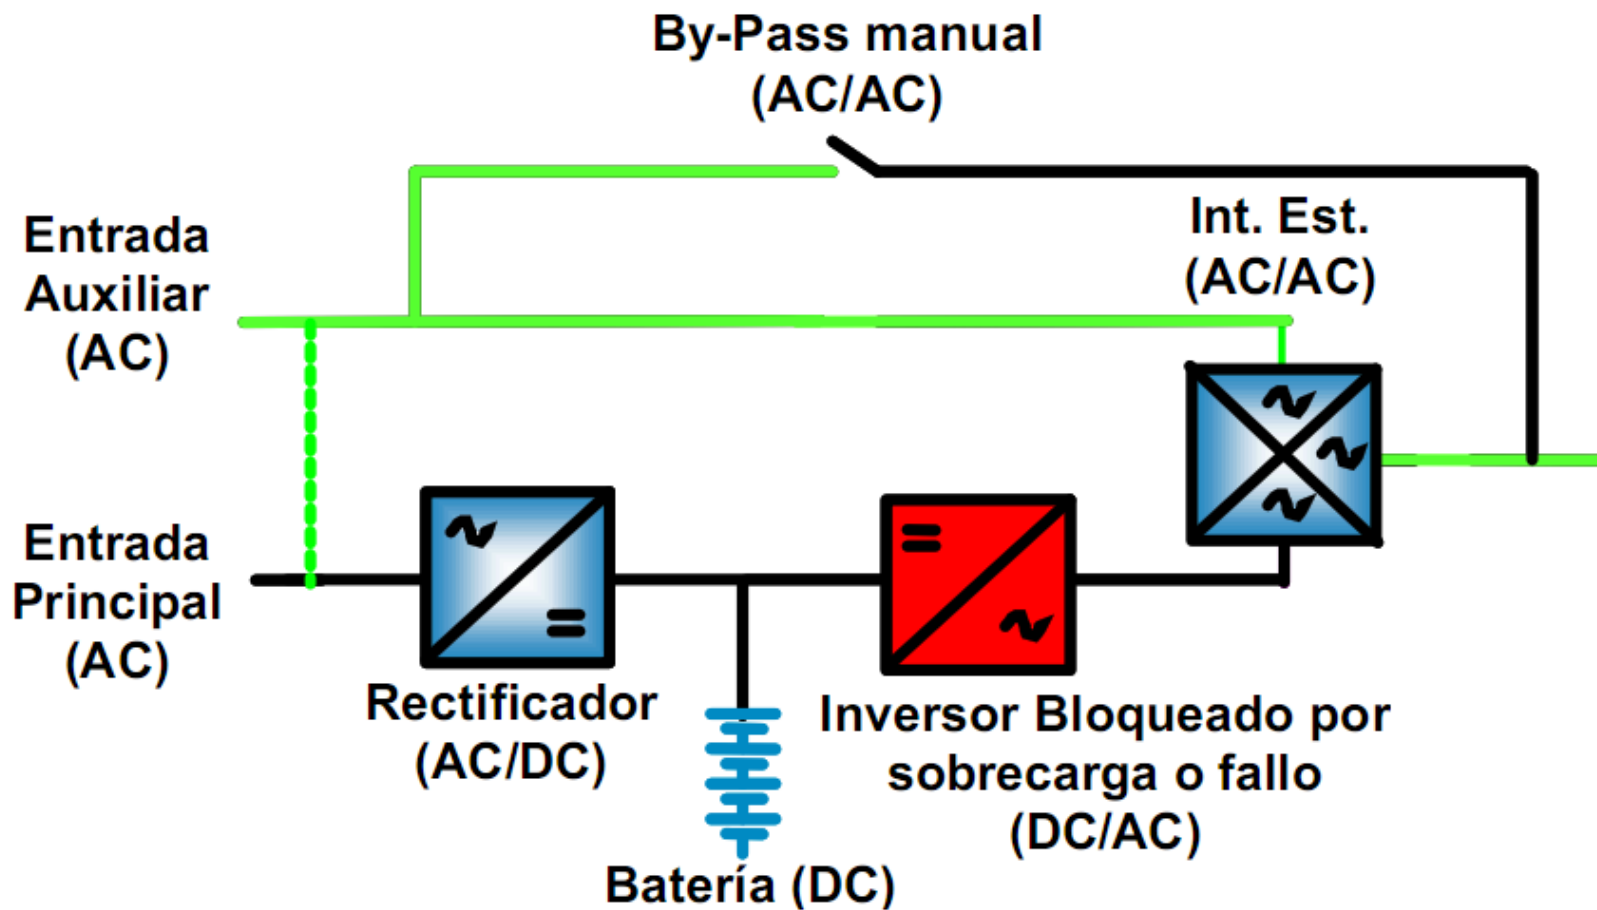 By-Pass manual
(AC/AC)
Int. Est.
(AC/AC)
Entrada
Auxiliar
(AC)
Entrada
Principal
(AC)
Rectificador
(AC/DC)
Inversor Bloqueado por
sobrecarga o fallo
(DC/AC)
Batería (DC)